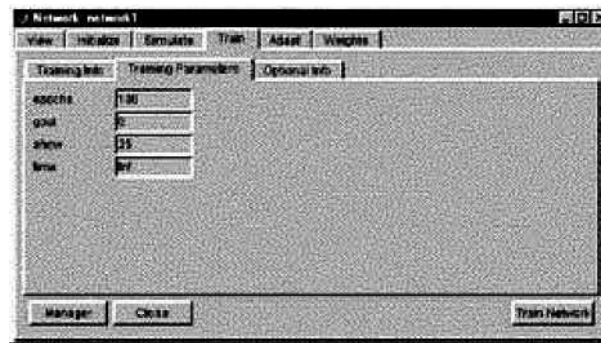 Network: network1
View Initialize Simulate Train Adapt Weights
Training Info Training Parameters Optional Info
epochs 100
goal 0
show 25
time Inf
Manager Close Train Network